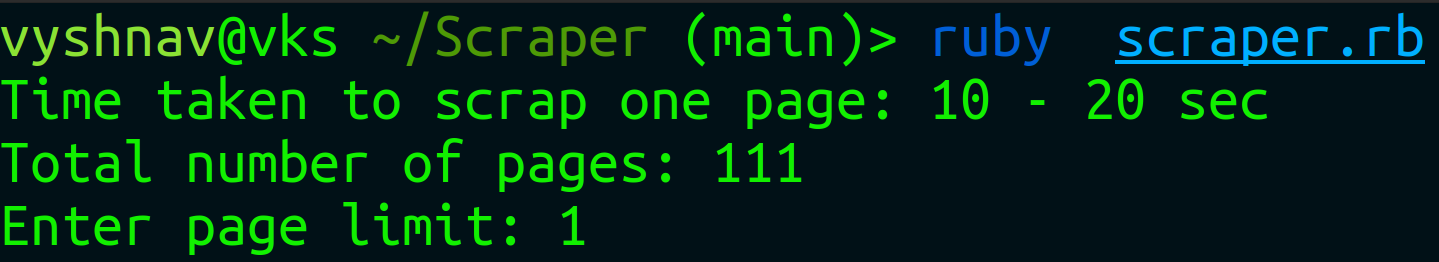 vyshnav@vks ~/Scraper (main)> ruby  scraper.rb
Time taken to scrap one page: 10 - 20 sec
Total number of pages: 111
Enter page limit: 1